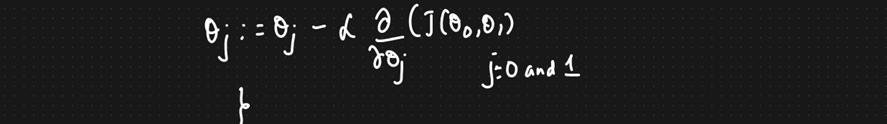 θj := θj - α ∂/∂θj (J(θ0,θ1)
j=0 and 1
}